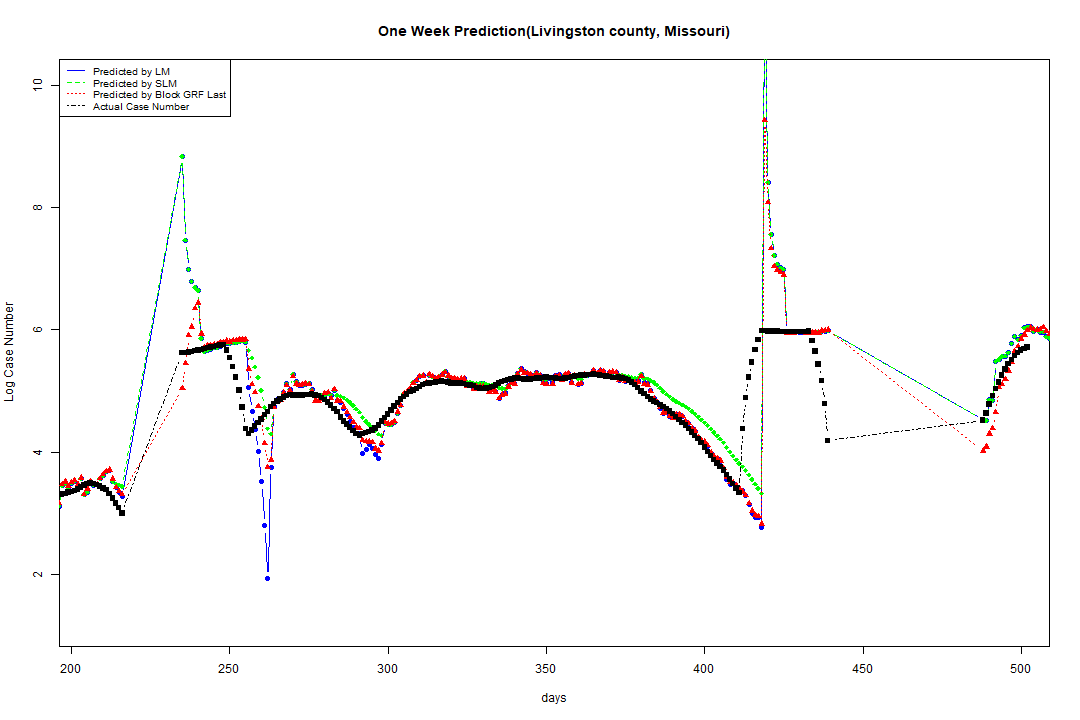 One Week Prediction(Livingston county, Missouri)
Predicted by LM
Predicted by SLM
Predicted by Block GRF Last
Actual Case Number
Log Case Number
10
8
6
4
2
200 250 300 350 400 450 500
days